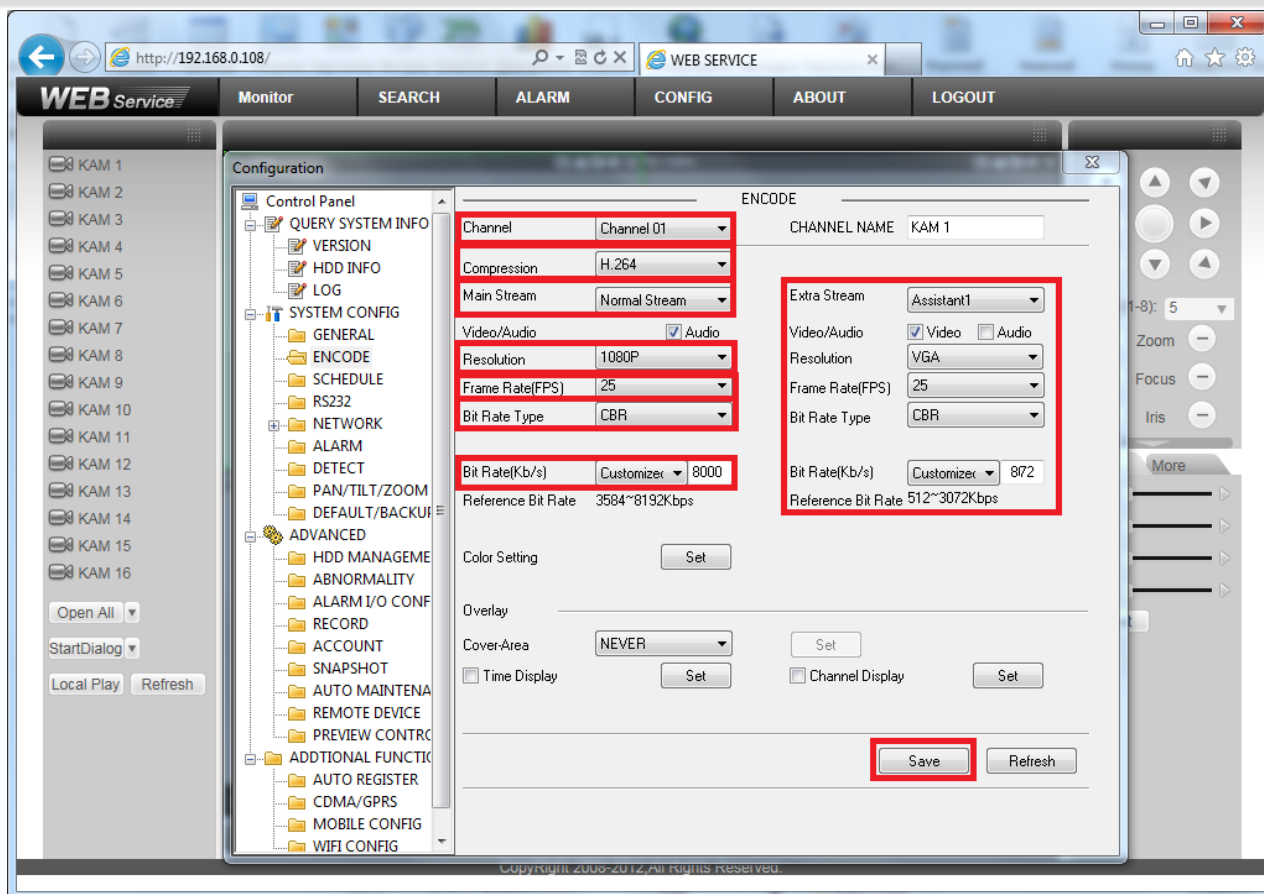 http://192.168.0.108/
WEB SERVICE
WEB Service
Monitor
SEARCH
ALARM
CONFIG
ABOUT
LOGOUT
KAM 1
KAM 2
KAM 3
KAM 4
KAM 5
KAM 6
KAM 7
KAM 8
KAM 9
KAM 10
KAM 11
KAM 12
KAM 13
KAM 14
KAM 15
KAM 16
Open All
StartDialog
Local Play Refresh
Configuration
Control Panel
QUERY SYSTEM INFO
VERSION
HDD INFO
LOG
SYSTEM CONFIG
GENERAL
ENCODE
SCHEDULE
RS232
NETWORK
ALARM
DETECT
PAN/TILT/ZOOM
DEFAULT/BACKUP
ADVANCED
HDD MANAGEME
ABNORMALITY
ALARM I/O CONF
RECORD
ACCOUNT
SNAPSHOT
AUTO MAINTENA
REMOTE DEVICE
PREVIEW CONTRO
ADDTIONAL FUNCTIO
AUTO REGISTER
CDMA/GPRS
MOBILE CONFIG
WIFI CONFIG
ENCODE
Channel Channel 01
CHANNEL NAME KAM 1
Compression H.264
Main Stream Normal Stream
Video/Audio Audio
Resolution 1080P
Frame Rate(FPS) 25
Bit Rate Type CBR
Bit Rate(Kb/s) Customizec 8000
Reference Bit Rate 3584~8192Kbps
Extra Stream Assistant1
Video/Audio Video Audio
Resolution VGA
Frame Rate(FPS) 25
Bit Rate Type CBR
Bit Rate(Kb/s) Customizec 872
Reference Bit Rate 512~3072Kbps
Color Setting Set
Overlay
Cover-Area NEVER Set
Time Display Set
Channel Display Set
Save Refresh
1-8): 5
Zoom
Focus
Iris
More
t
CopyRight 2008-2012,All Rights Reserved.